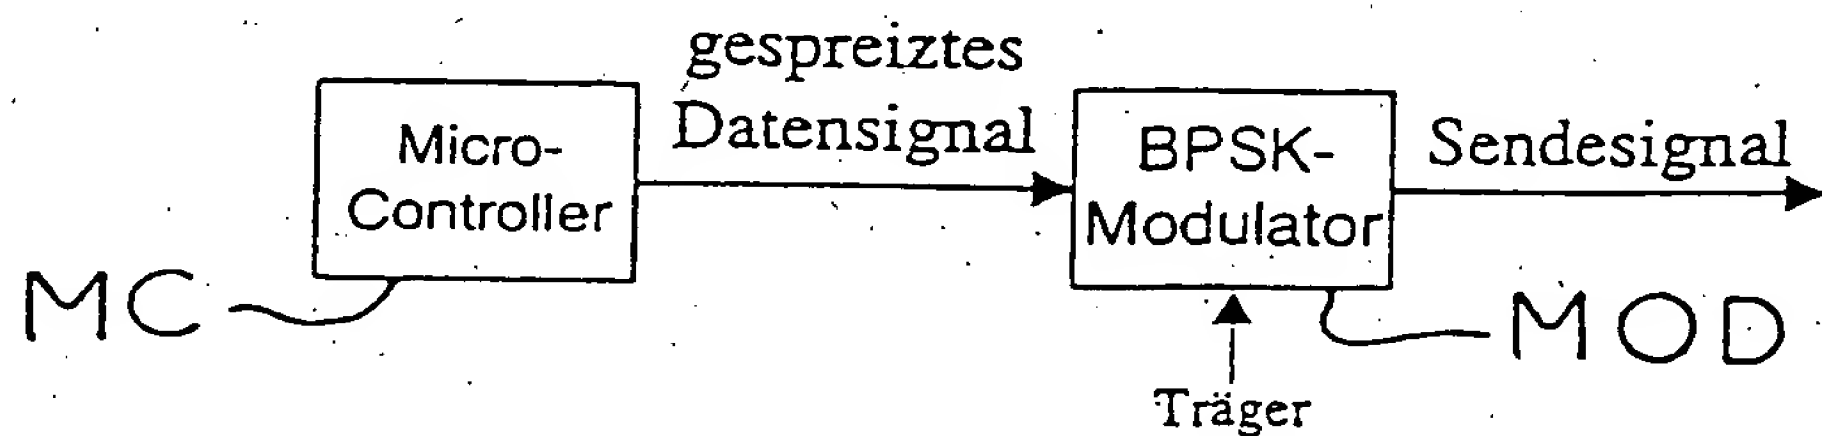 gespreiztes
Datensignal
Micro-
Controller
BPSK-
Modulator
Sendesignal
MC
MOD
Träger